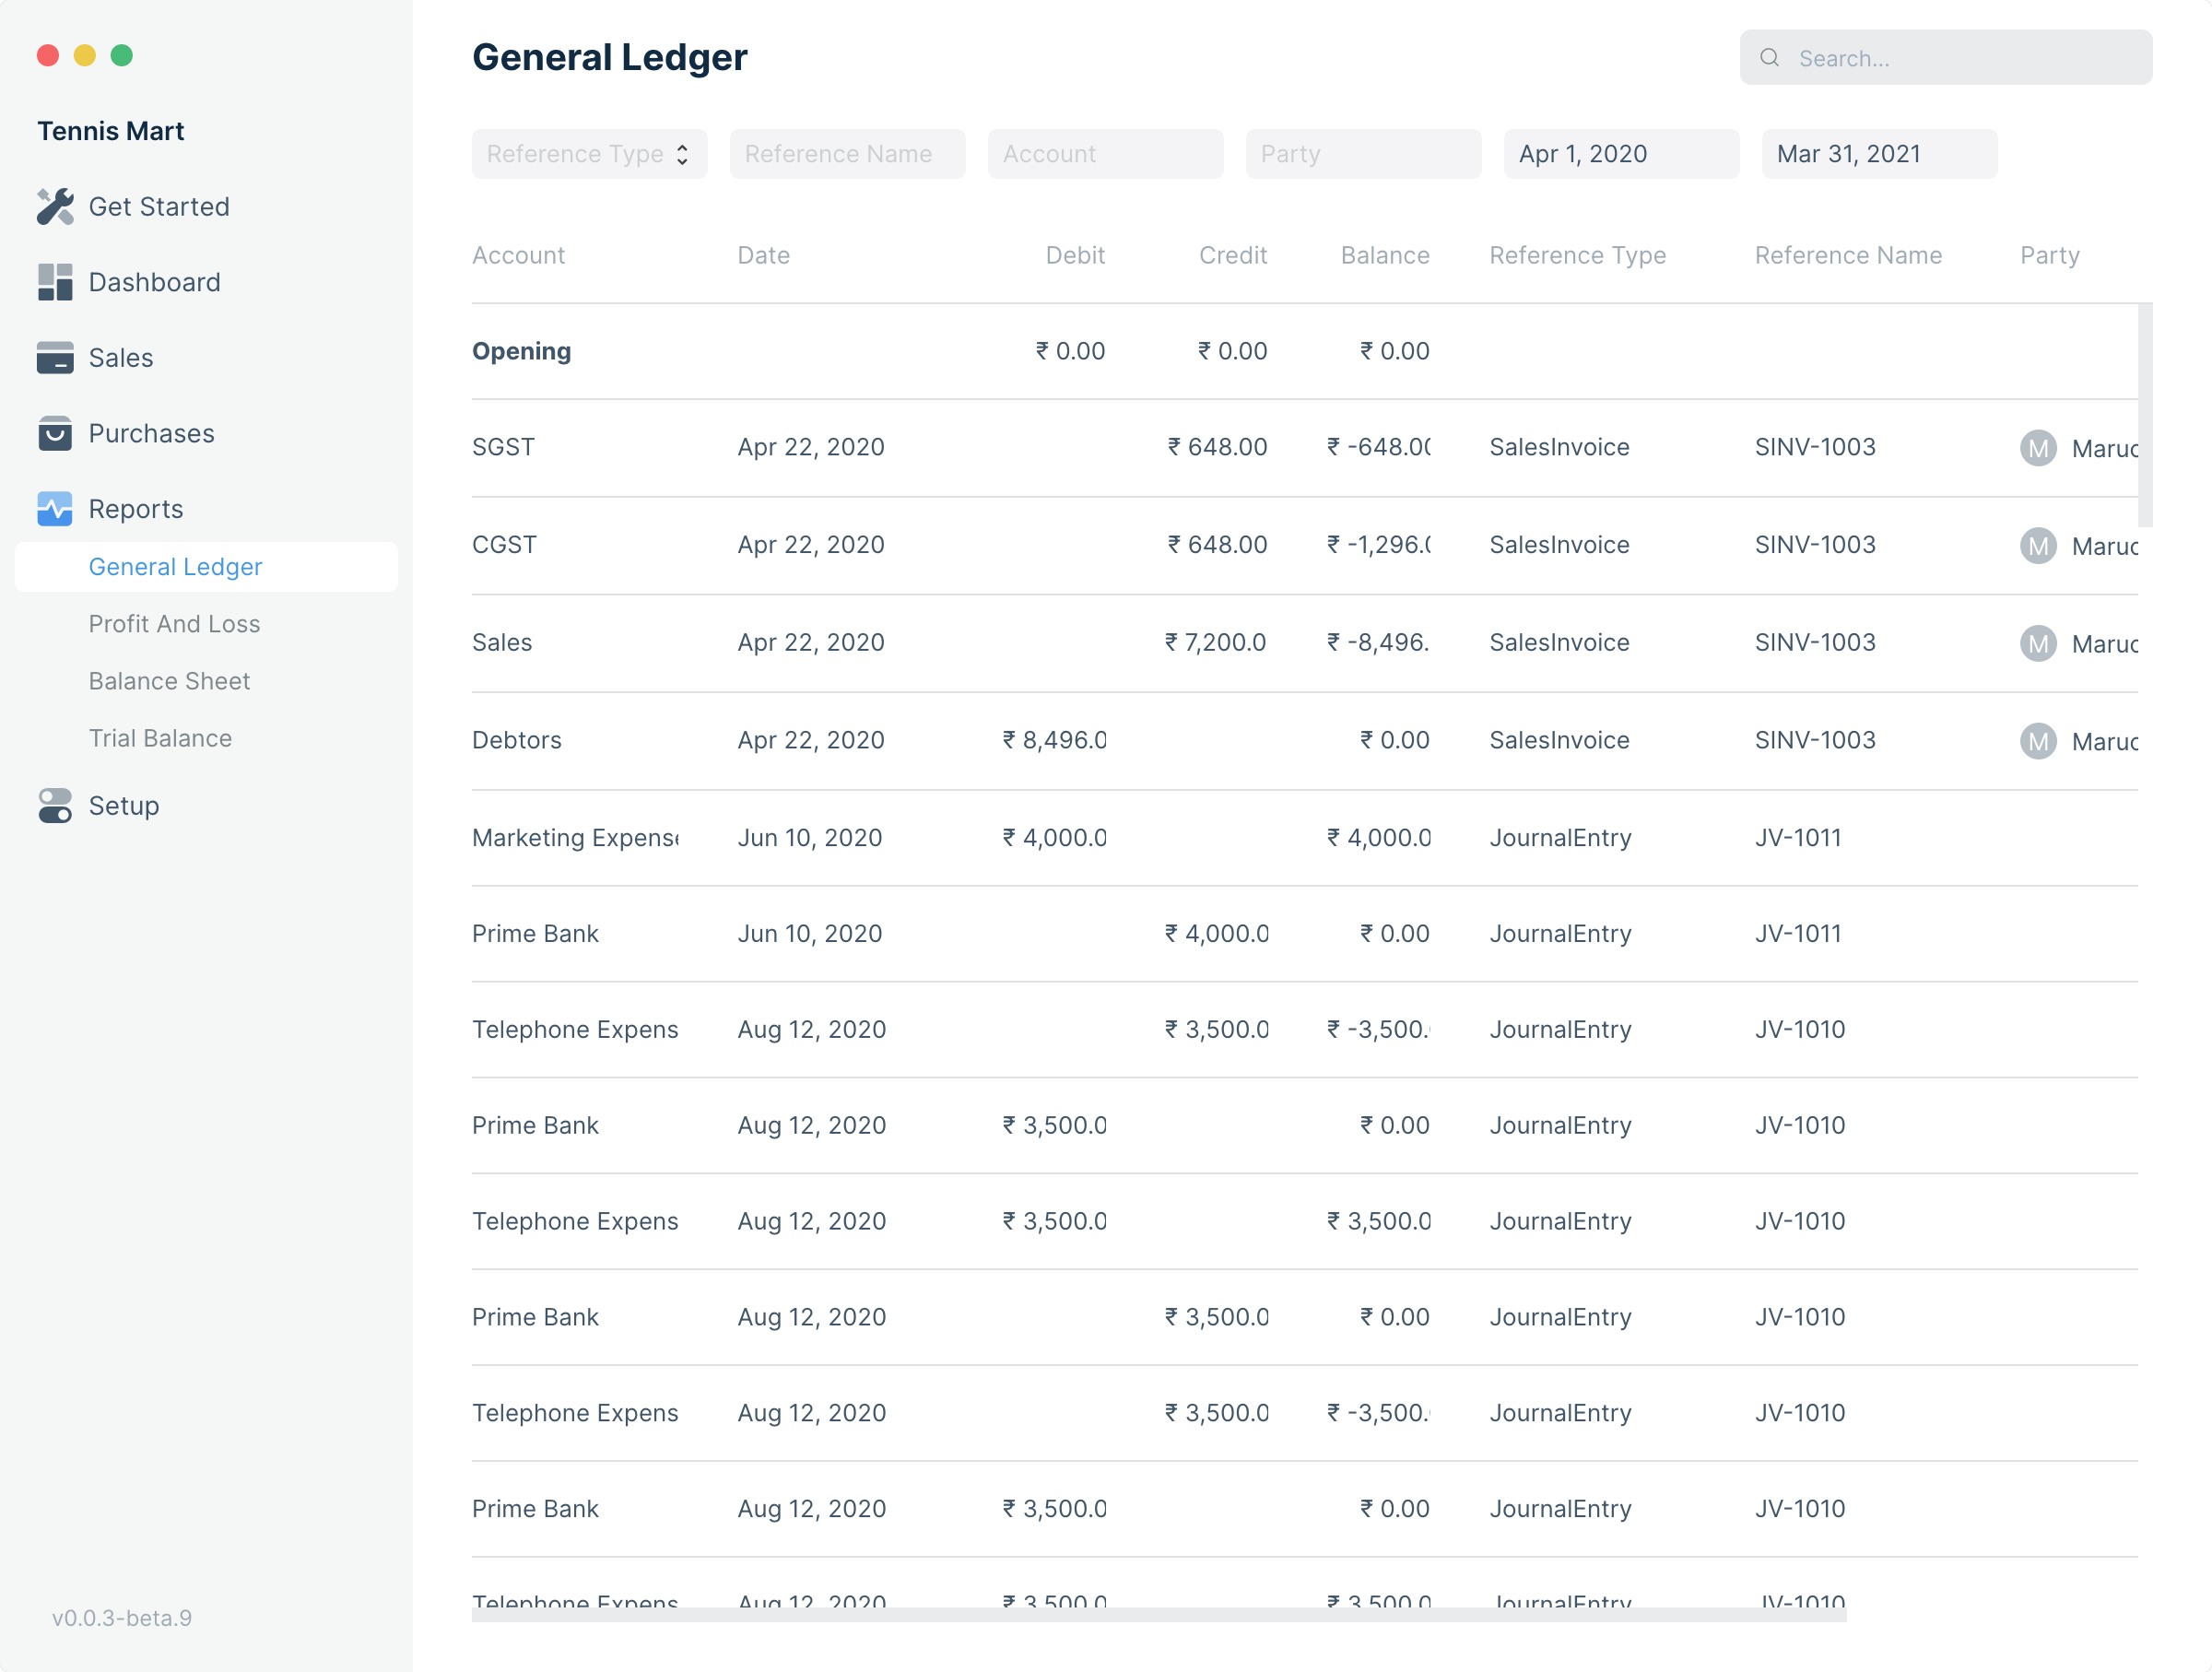 Tennis Mart
Get Started
Dashboard
Sales
Purchases
Reports
General Ledger
Profit And Loss
Balance Sheet
Trial Balance
Setup
v0.0.3-beta.9
General Ledger
Search...
Reference Type Reference Name Account Party Apr 1, 2020 Mar 31, 2021
Account Date Debit Credit Balance Reference Type Reference Name Party
Opening ₹ 0.00 ₹ 0.00 ₹ 0.00
SGST Apr 22, 2020 ₹ 648.00 ₹ -648.00 SalesInvoice SINV-1003 M Maruc
CGST Apr 22, 2020 ₹ 648.00 ₹ -1,296.0 SalesInvoice SINV-1003 M Maruc
Sales Apr 22, 2020 ₹ 7,200.0 ₹ -8,496. SalesInvoice SINV-1003 M Maruc
Debtors Apr 22, 2020 ₹ 8,496.0 ₹ 0.00 SalesInvoice SINV-1003 M Maruc
Marketing Expense Jun 10, 2020 ₹ 4,000.0 ₹ 4,000.0 JournalEntry JV-1011
Prime Bank Jun 10, 2020 ₹ 4,000.0 ₹ 0.00 JournalEntry JV-1011
Telephone Expens Aug 12, 2020 ₹ 3,500.0 ₹ -3,500. JournalEntry JV-1010
Prime Bank Aug 12, 2020 ₹ 3,500.0 ₹ 0.00 JournalEntry JV-1010
Telephone Expens Aug 12, 2020 ₹ 3,500.0 ₹ 3,500.0 JournalEntry JV-1010
Prime Bank Aug 12, 2020 ₹ 3,500.0 ₹ 0.00 JournalEntry JV-1010
Telephone Expens Aug 12, 2020 ₹ 3,500.0 ₹ -3,500. JournalEntry JV-1010
Prime Bank Aug 12, 2020 ₹ 3,500.0 ₹ 0.00 JournalEntry JV-1010
Telephone Expens Aug 12, 2020 ₹ 3,500.0 ₹ 3,500.0 JournalEntry JV-1010